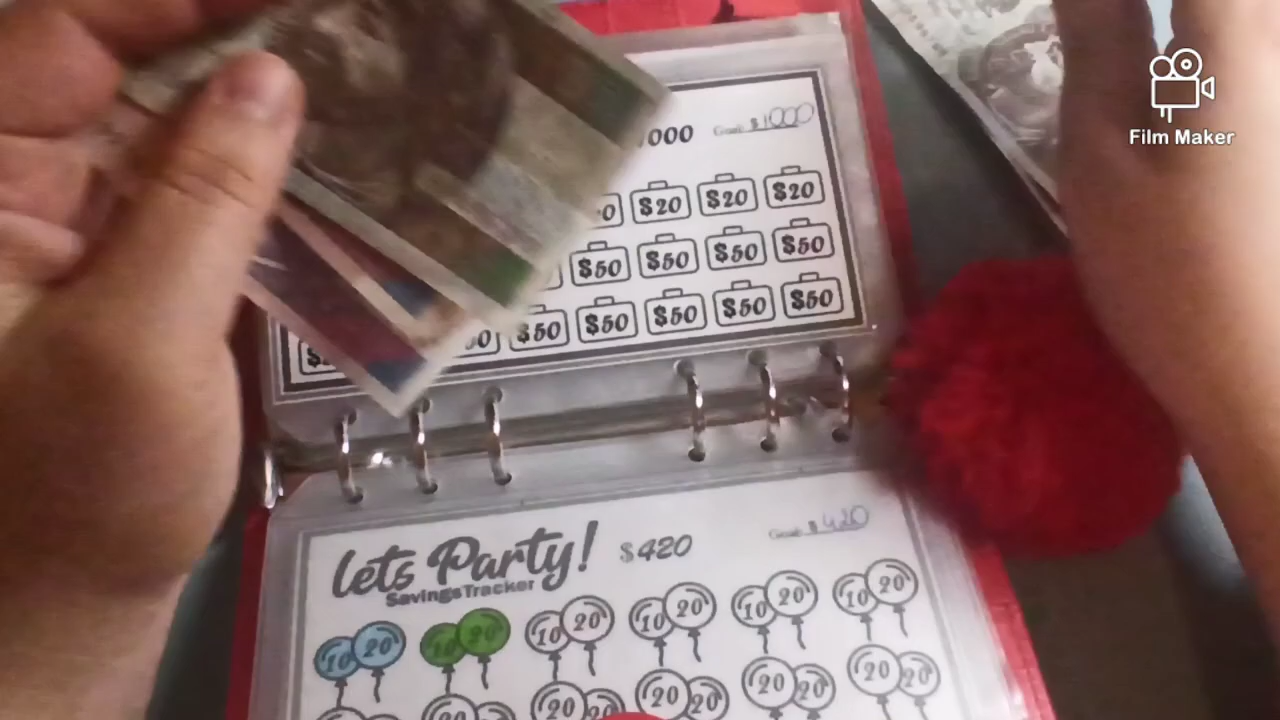 Film Maker
000 Goal: $1000
$20 $20 $20
$50 $50 $50 $50
$50 $50 $50 $50 $50
Lets Party! $420 Goal: $420
SavingsTracker
10 20 10 20 10 20 10 20 10 20 10 20
20 20 20 20 20 20 20 20 20